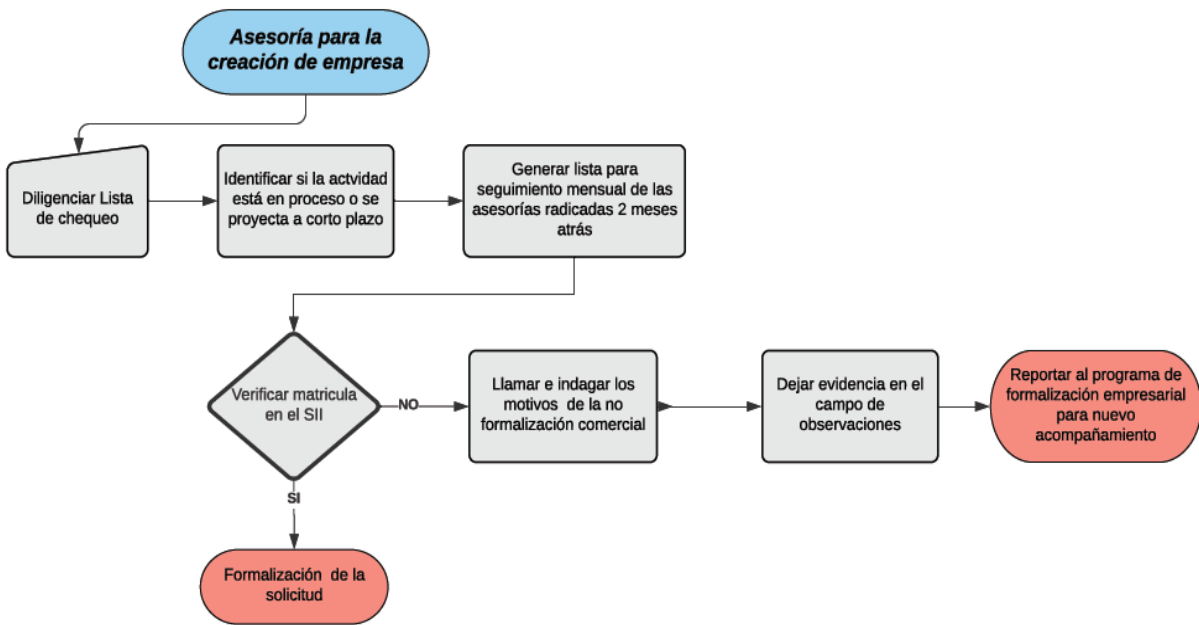 Asesoría para la
creación de empresa
Diligenciar Lista
de chequeo
Identificar si la actvidad
está en proceso o se
proyecta a corto plazo
Generar lista para
seguimiento mensual de las
asesorías radicadas 2 meses
atrás
Verificar matricula
en el SII
NO
Llamar e indagar los
motivos de la no
formalización comercial
Dejar evidencia en el
campo de
observaciones
Reportar al programa de
formalización empresarial
para nuevo
acompañamiento
SI
Formalización de la
solicitud